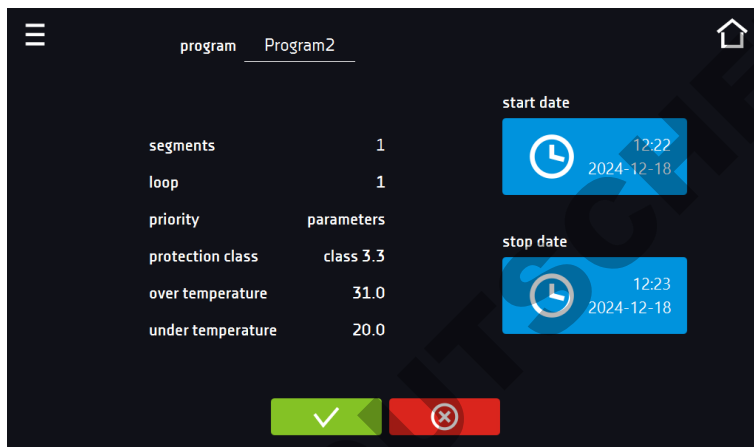 program Program2
start date
12:22
2024-12-18
segments 1
loop 1
priority parameters
protection class class 3.3
over temperature 31.0
under temperature 20.0
stop date
12:23
2024-12-18